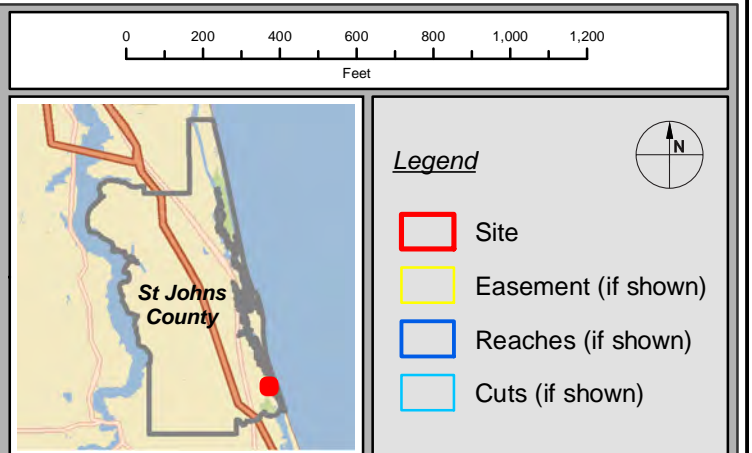 0 200 400 600 800 1,000 1,200
Feet
St Johns
County
Legend
N
Site
Easement (if shown)
Reaches (if shown)
Cuts (if shown)